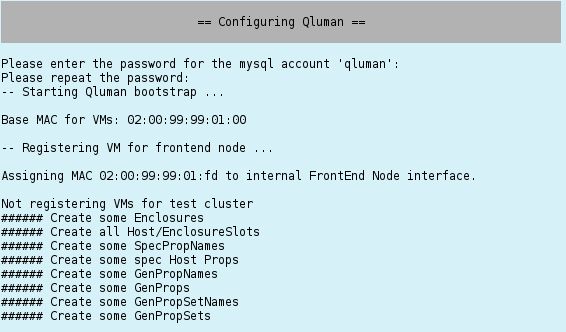 == Configuring Qluman ==
Please enter the password for the mysql account 'qluman':
Please repeat the password:
-- Starting Qluman bootstrap ...
Base MAC for VMs: 02:00:99:99:01:00
-- Registering VM for frontend node ...
Assigning MAC 02:00:99:99:01:fd to internal FrontEnd Node interface.
Not registering VMs for test cluster
###### Create some Enclosures
###### Create all Host/EnclosureSlots
###### Create some SpecPropNames
###### Create some spec Host Props
###### Create some GenPropNames
###### Create some GenProps
###### Create some GenPropSetNames
###### Create some GenPropSets